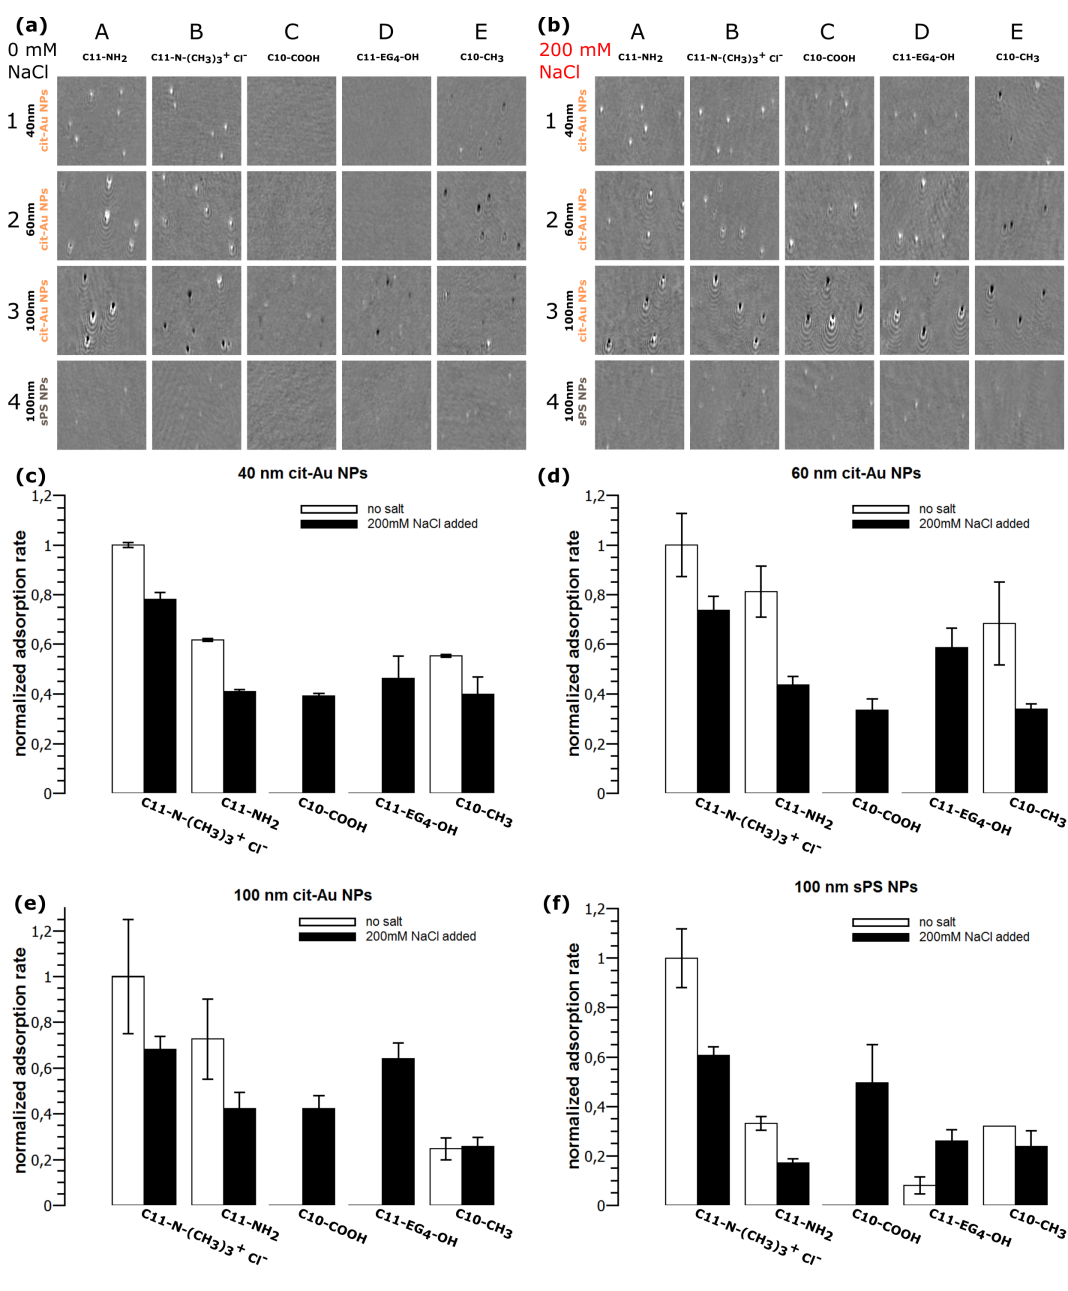 (a)
0 mM
NaCl
A B C D E
C11-NH2 C11-N-(CH3)3+ Cl- C10-COOH C11-EG4-OH C10-CH3
1 40nm cit-Au NPs
2 60nm cit-Au NPs
3 100nm cit-Au NPs
4 100nm sPS NPs
(b)
200 mM
NaCl
A B C D E
C11-NH2 C11-N-(CH3)3+ Cl- C10-COOH C11-EG4-OH C10-CH3
1 40nm cit-Au NPs
2 60nm cit-Au NPs
3 100nm cit-Au NPs
4 100nm sPS NPs
(c)
40 nm cit-Au NPs
normalized adsorption rate
1,2
1
0,8
0,6
0,4
0,2
0
no salt
200mM NaCl added
C11-N-(CH3)3+ Cl- C11-NH2 C10-COOH C11-EG4-OH C10-CH3
(d)
60 nm cit-Au NPs
normalized adsorption rate
1,2
1
0,8
0,6
0,4
0,2
0
no salt
200mM NaCl added
C11-N-(CH3)3+ Cl- C11-NH2 C10-COOH C11-EG4-OH C10-CH3
(e)
100 nm cit-Au NPs
normalized adsorption rate
1,2
1
0,8
0,6
0,4
0,2
0
no salt
200mM NaCl added
C11-N-(CH3)3+ Cl- C11-NH2 C10-COOH C11-EG4-OH C10-CH3
(f)
100 nm sPS NPs
normalized adsorption rate
1,2
1
0,8
0,6
0,4
0,2
0
no salt
200mM NaCl added
C11-N-(CH3)3+ Cl- C11-NH2 C10-COOH C11-EG4-OH C10-CH3